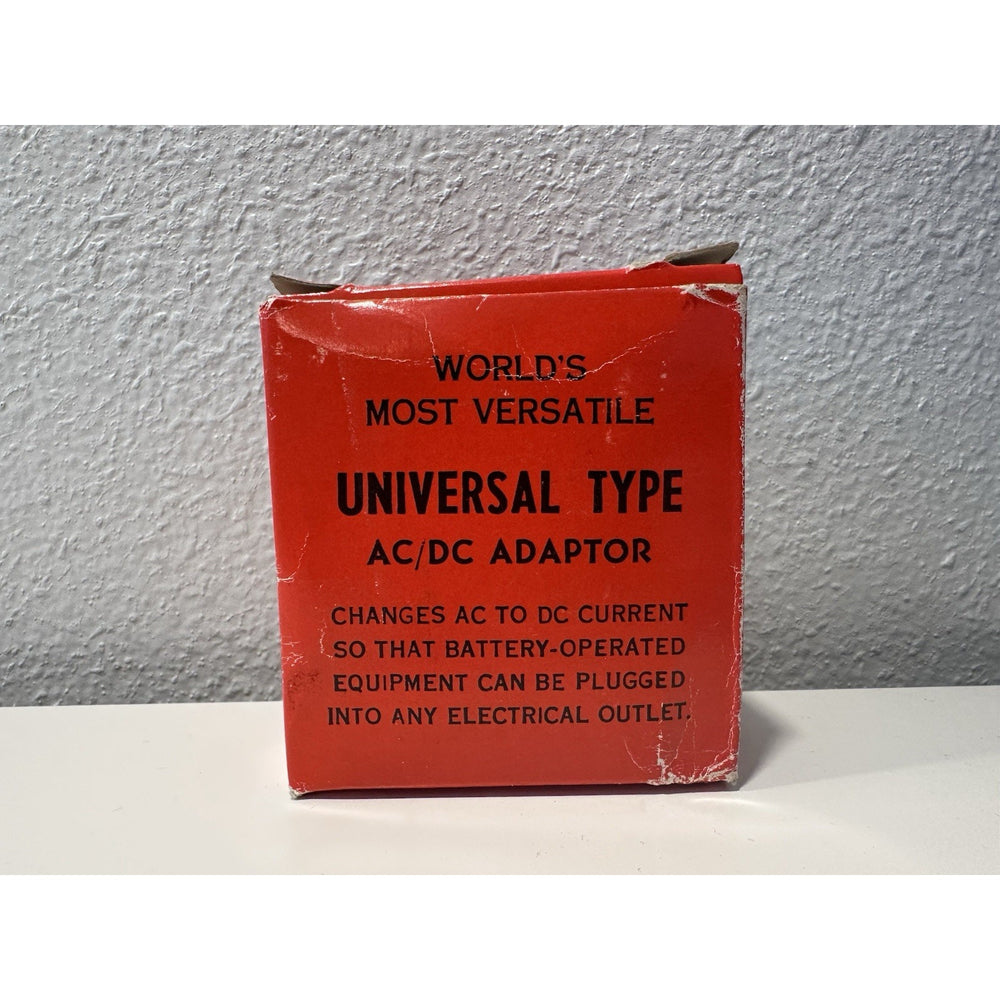 WORLD'S
MOST VERSATILE
UNIVERSAL TYPE
AC/DC ADAPTOR
CHANGES AC TO DC CURRENT
SO THAT BATTERY-OPERATED
EQUIPMENT CAN BE PLUGGED
INTO ANY ELECTRICAL OUTLET.